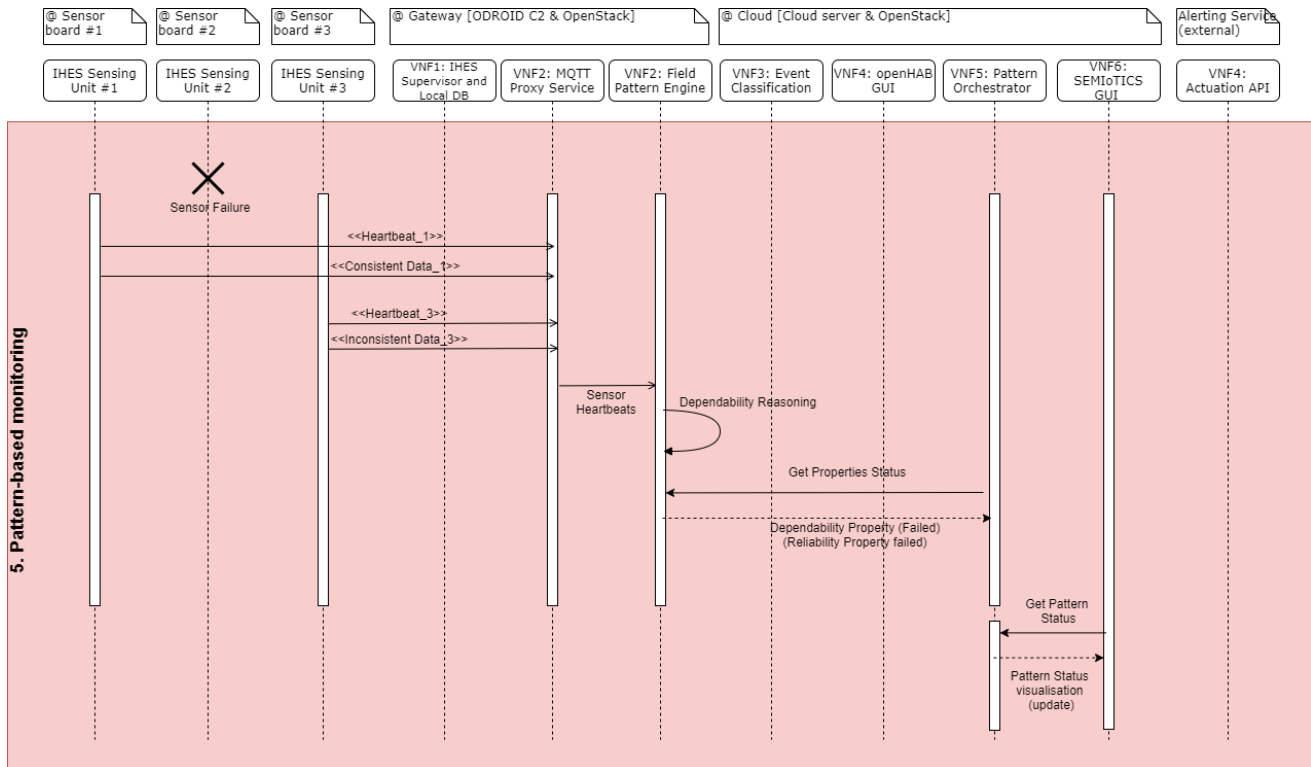 @ Sensor
board #1
@ Sensor
board #2
@ Sensor
board #3
@ Gateway [ODROID C2 & OpenStack]
@ Cloud [Cloud server & OpenStack]
Alerting Service
(external)
IHES Sensing
Unit #1
IHES Sensing
Unit #2
IHES Sensing
Unit #3
VNF1: IHES
Supervisor and
Local DB
VNF2: MQTT
Proxy Service
VNF2: Field
Pattern Engine
VNF3: Event
Classification
VNF4: openHAB
GUI
VNF5: Pattern
Orchestrator
VNF6:
SEMIoTICS
GUI
VNF4:
Actuation API
5. Pattern-based monitoring
Sensor Failure
<<Heartbeat_1>>
<<Consistent Data_1>>
<<Heartbeat_3>>
<<Inconsistent Data_3>>
Sensor
Heartbeats
Dependability Reasoning
Get Properties Status
Dependability Property (Failed)
(Reliability Property failed)
Get Pattern
Status
Pattern Status
visualisation
(update)